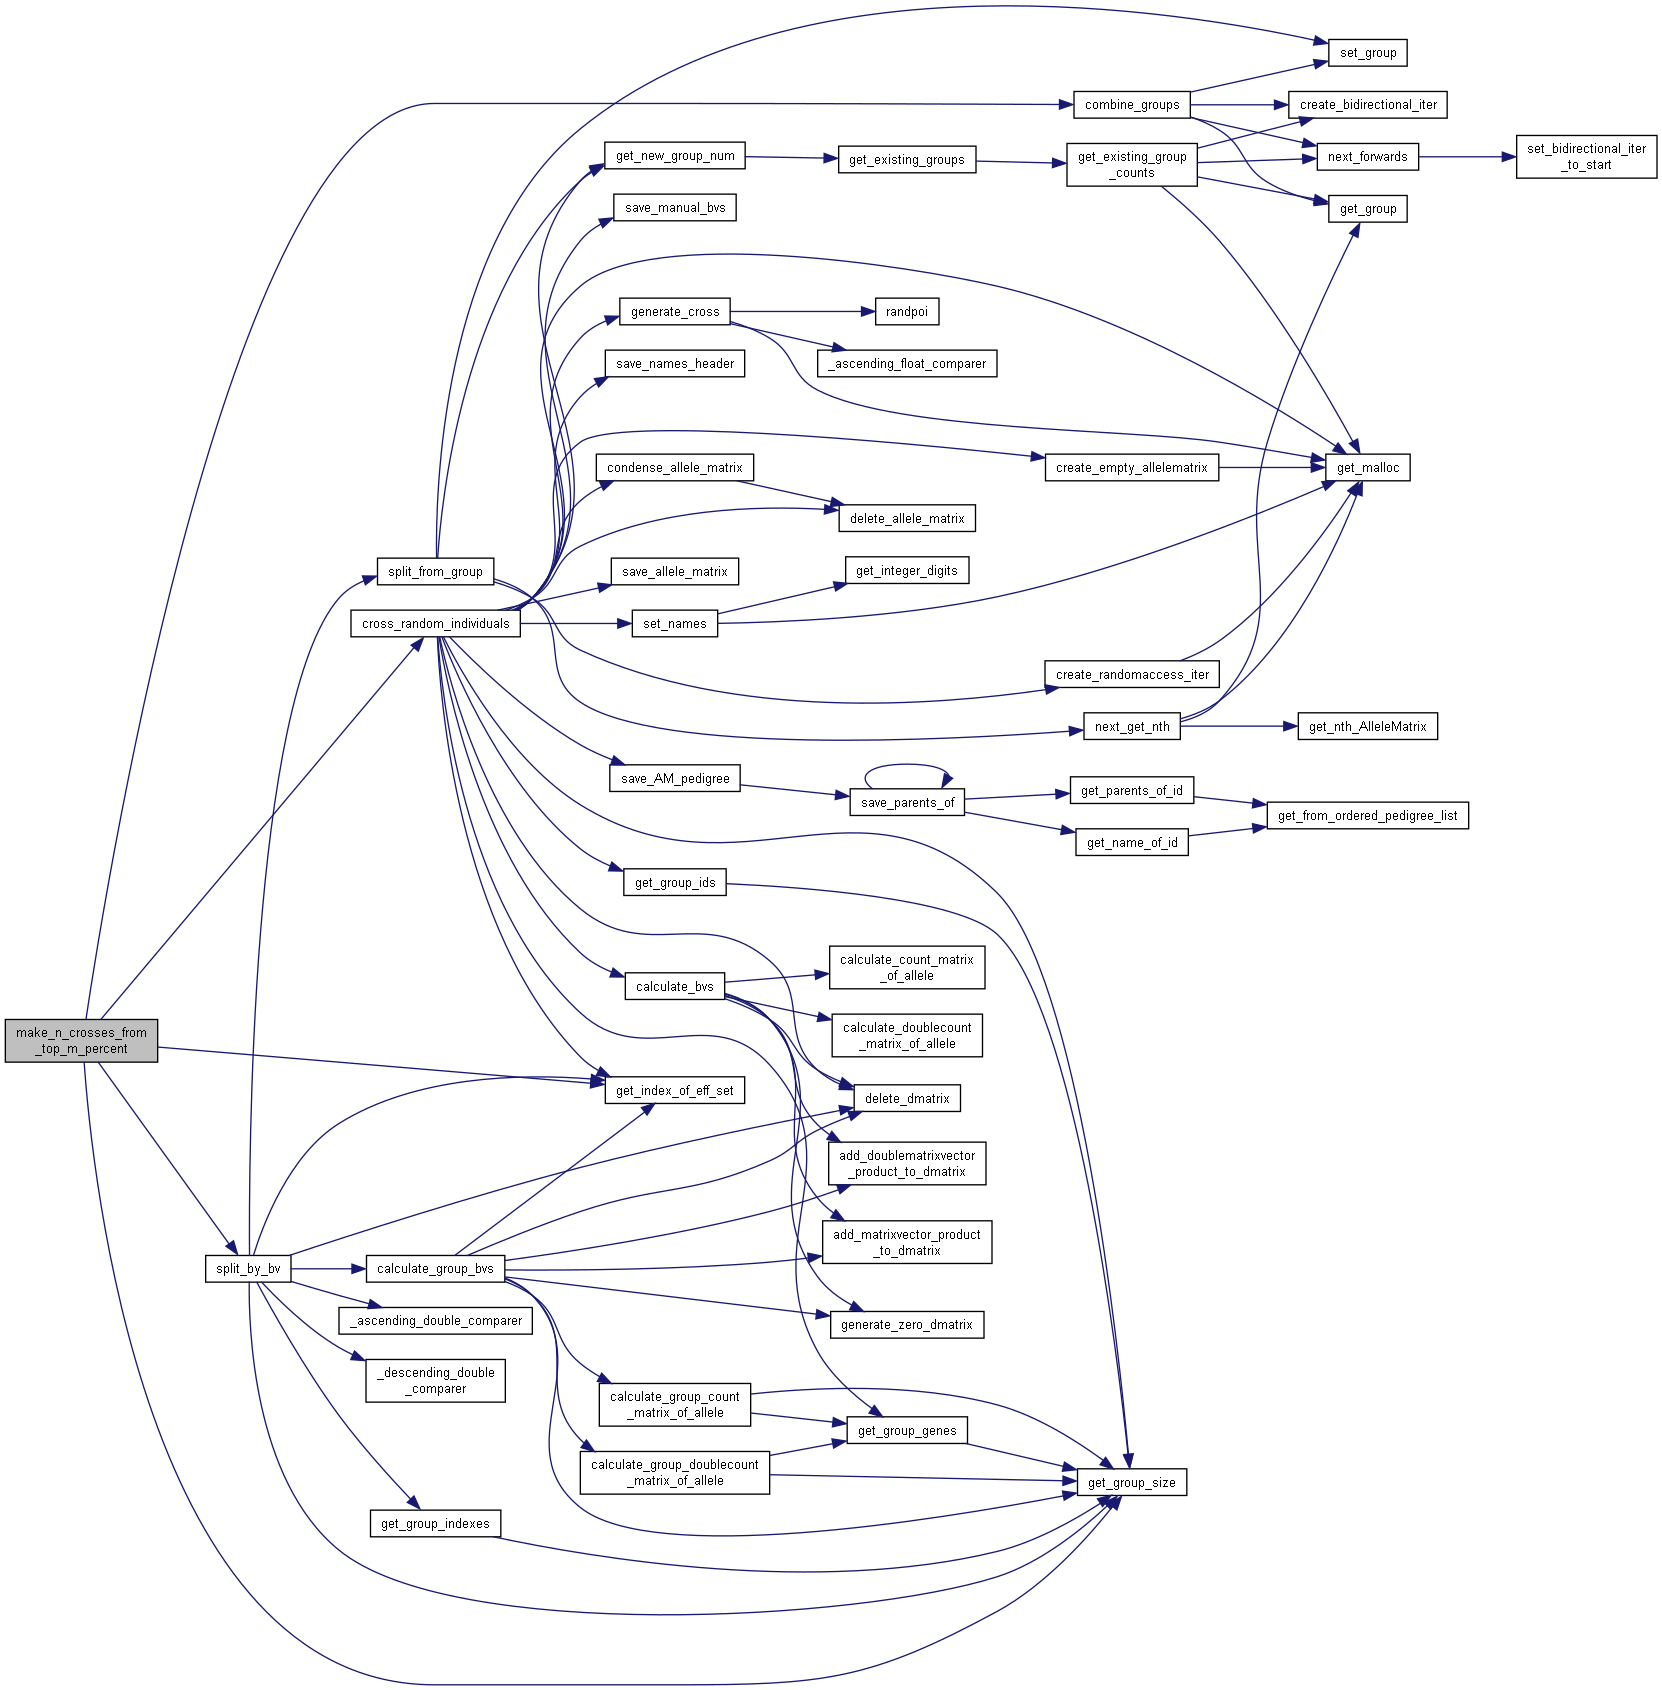 set_group
combine_groups
create_bidirectional_iter
get_new_group_num
get_existing_groups
get_existing_group
_counts
next_forwards
set_bidirectional_iter
_to_start
save_manual_bvs
get_group
generate_cross
randpoi
save_names_header
_ascending_float_comparer
condense_allele_matrix
create_empty_allelematrix
get_malloc
delete_allele_matrix
split_from_group
save_allele_matrix
get_integer_digits
cross_random_individuals
set_names
create_randomaccess_iter
next_get_nth
get_nth_AlleleMatrix
save_AM_pedigree
save_parents_of
get_parents_of_id
get_from_ordered_pedigree_list
get_name_of_id
get_group_ids
calculate_bvs
calculate_count_matrix
_of_allele
make_n_crosses_from
_top_m_percent
calculate_doublecount
_matrix_of_allele
get_index_of_eff_set
delete_dmatrix
add_doublematrixvector
_product_to_dmatrix
add_matrixvector_product
_to_dmatrix
split_by_bv
calculate_group_bvs
_ascending_double_comparer
generate_zero_dmatrix
_descending_double
_comparer
calculate_group_count
_matrix_of_allele
get_group_genes
calculate_group_doublecount
_matrix_of_allele
get_group_size
get_group_indexes